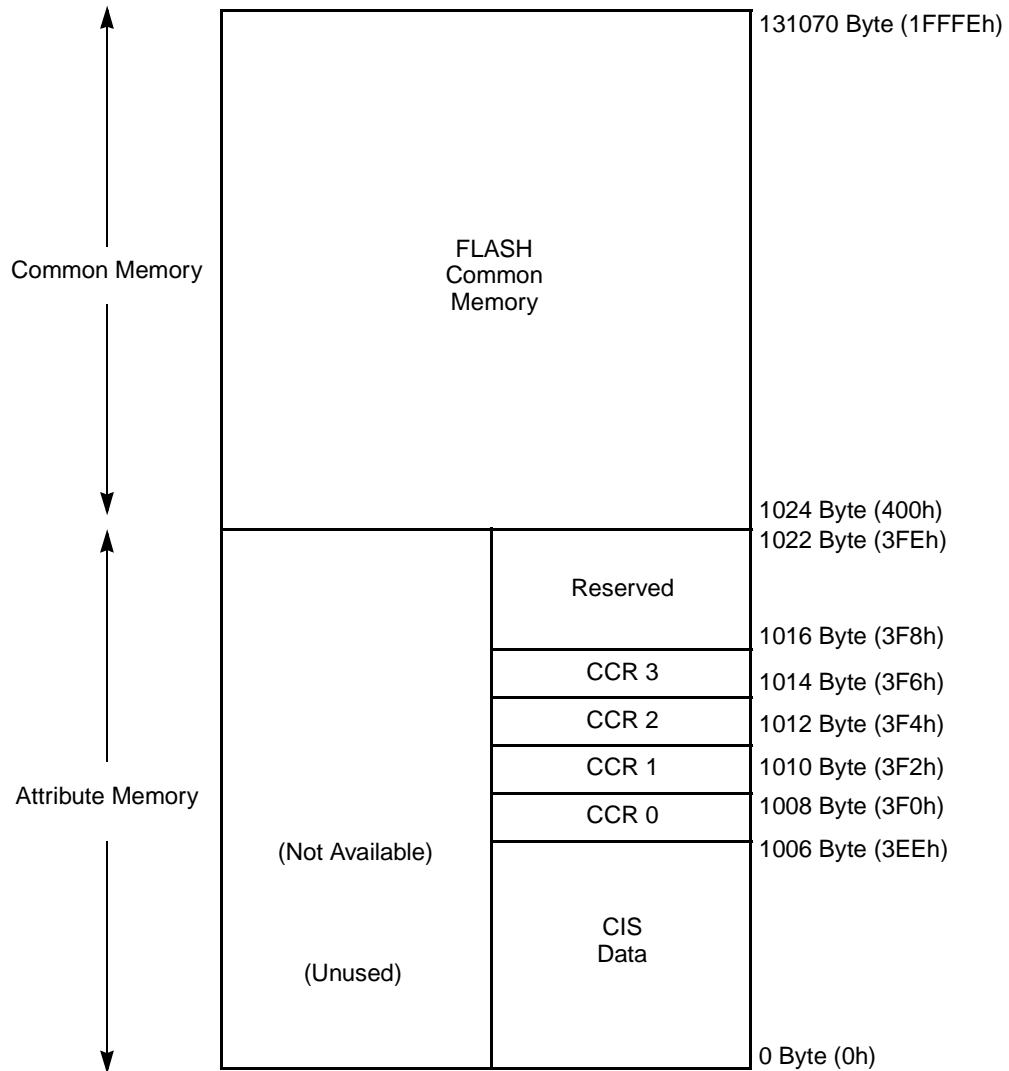 131070 Byte (1FFFEh)
Common Memory
FLASH
Common
Memory
1024 Byte (400h)
1022 Byte (3FEh)
Reserved
1016 Byte (3F8h)
CCR 3
1014 Byte (3F6h)
CCR 2
1012 Byte (3F4h)
CCR 1
1010 Byte (3F2h)
Attribute Memory
CCR 0
1008 Byte (3F0h)
(Not Available)
1006 Byte (3EEh)
CIS
Data
(Unused)
0 Byte (0h)